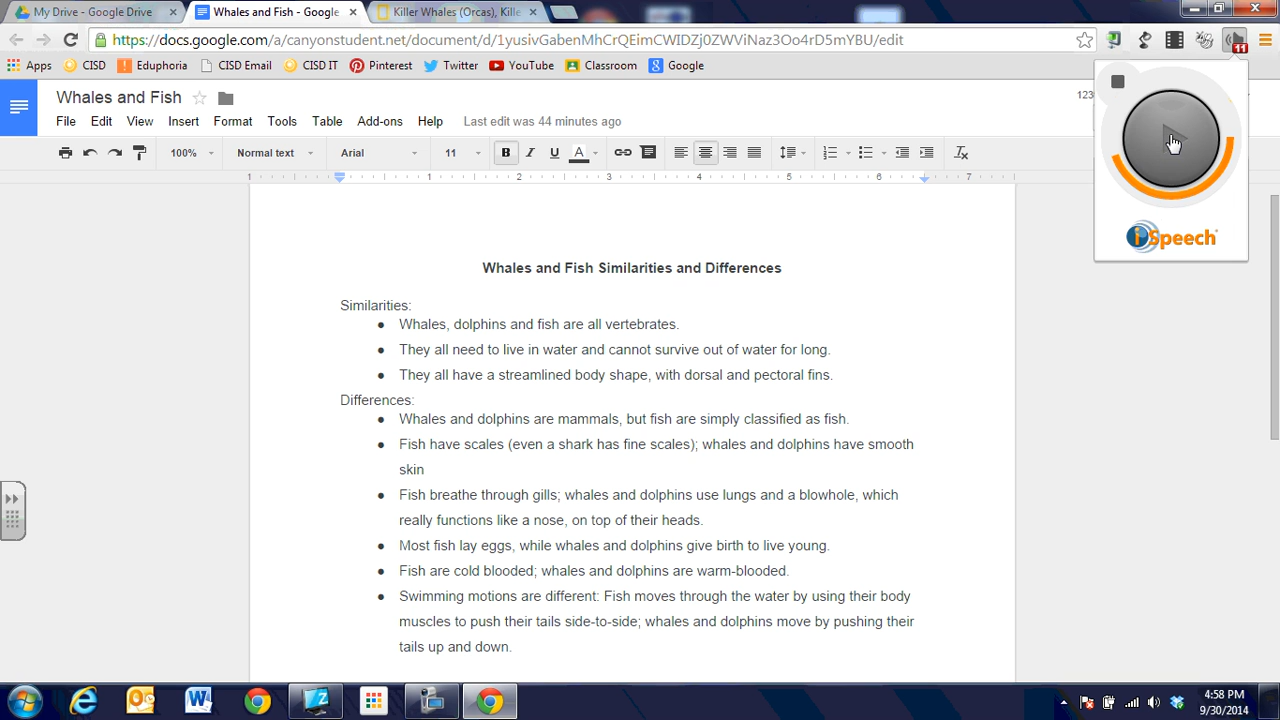 My Drive - Google Drive
Whales and Fish - Google
Killer Whales (Orcas), Kille
https://docs.google.com/a/canyonstudent.net/document/d/1yusivGabenMhCrQEimCWIDZj0ZWViNaz3Oo4rD5mYBU/edit
11
Apps CISD Eduphoria CISD Email CISD IT Pinterest Twitter YouTube Classroom Google
Whales and Fish
123
File Edit View Insert Format Tools Table Add-ons Help Last edit was 44 minutes ago
100% Normal text Arial 11 B I U A
1 1 2 3 4 5 6 7
iSpeech
Whales and Fish Similarities and Differences
Similarities:
● Whales, dolphins and fish are all vertebrates.
● They all need to live in water and cannot survive out of water for long.
● They all have a streamlined body shape, with dorsal and pectoral fins.
Differences:
● Whales and dolphins are mammals, but fish are simply classified as fish.
● Fish have scales (even a shark has fine scales); whales and dolphins have smooth
skin
● Fish breathe through gills; whales and dolphins use lungs and a blowhole, which
really functions like a nose, on top of their heads.
● Most fish lay eggs, while whales and dolphins give birth to live young.
● Fish are cold blooded; whales and dolphins are warm-blooded.
● Swimming motions are different: Fish moves through the water by using their body
muscles to push their tails side-to-side; whales and dolphins move by pushing their
tails up and down.
4:58 PM
9/30/2014